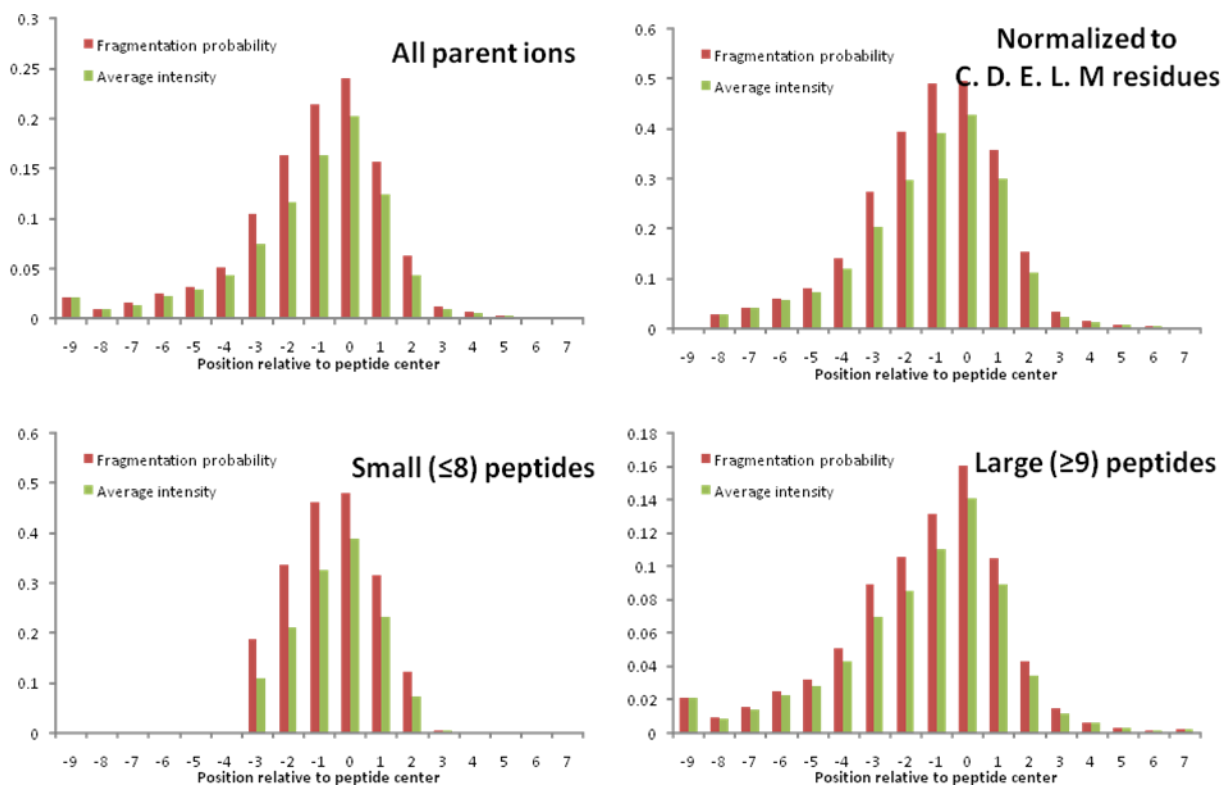 0.3
0.25
0.2
0.15
0.1
0.05
0
Fragmentation probability
Average intensity
All parent ions
-9 -8 -7 -6 -5 -4 -3 -2 -1 0 1 2 3 4 5 6 7
Position relative to peptide center
0.6
0.5
0.4
0.3
0.2
0.1
0
Fragmentation probability
Average intensity
Normalized to
C. D. E. L. M residues
-9 -8 -7 -6 -5 -4 -3 -2 -1 0 1 2 3 4 5 6 7
Position relative to peptide center
0.6
0.5
0.4
0.3
0.2
0.1
0
Fragmentation probability
Average intensity
Small (≤8) peptides
-9 -8 -7 -6 -5 -4 -3 -2 -1 0 1 2 3 4 5 6 7
Position relative to peptide center
0.18
0.16
0.14
0.12
0.1
0.08
0.06
0.04
0.02
0
Fragmentation probability
Average intensity
Large (≥9) peptides
-9 -8 -7 -6 -5 -4 -3 -2 -1 0 1 2 3 4 5 6 7
Position relative to peptide center